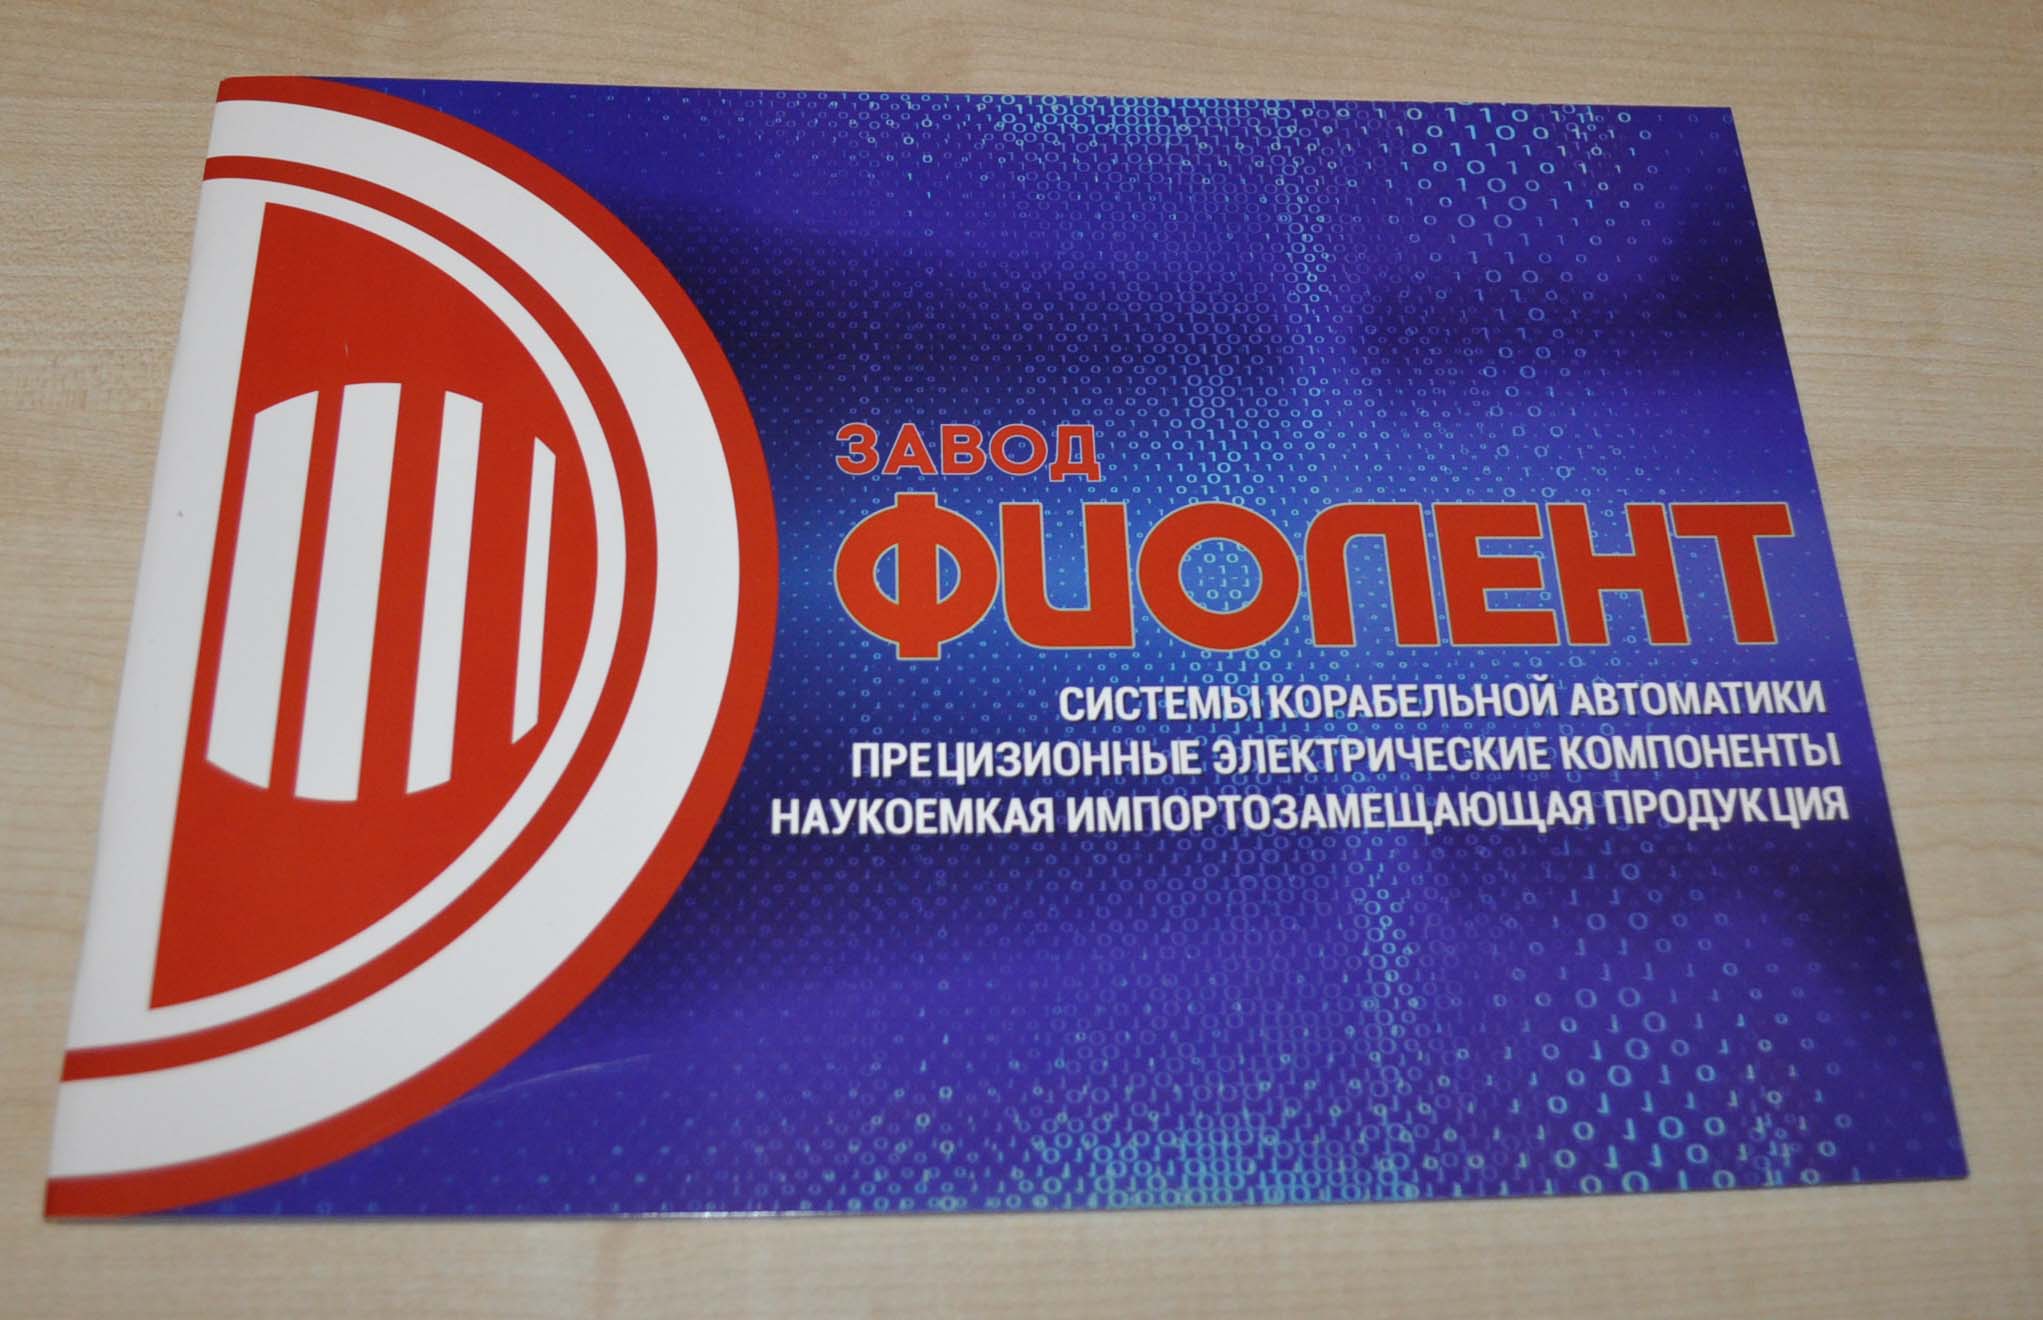 ЗАВОД
ФИОЛЕНТ
СИСТЕМЫ КОРАБЕЛЬНОЙ АВТОМАТИКИ
ПРЕЦИЗИОННЫЕ ЭЛЕКТРИЧЕСКИЕ КОМПОНЕНТЫ
НАУКОЕМКАЯ ИМПОРТОЗАМЕЩАЮЩАЯ ПРОДУКЦИЯ